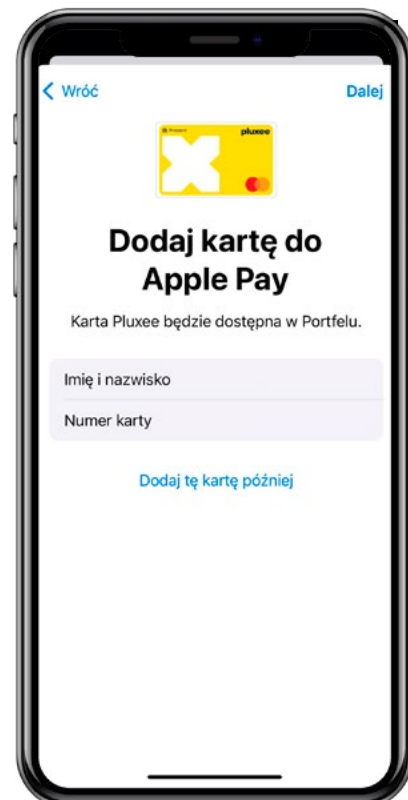 Wróć
Dalej
pluxee
Dodaj kartę do
Apple Pay
Karta Pluxee będzie dostępna w Portfelu.
Imię i nazwisko
Numer karty
Dodaj tę kartę później